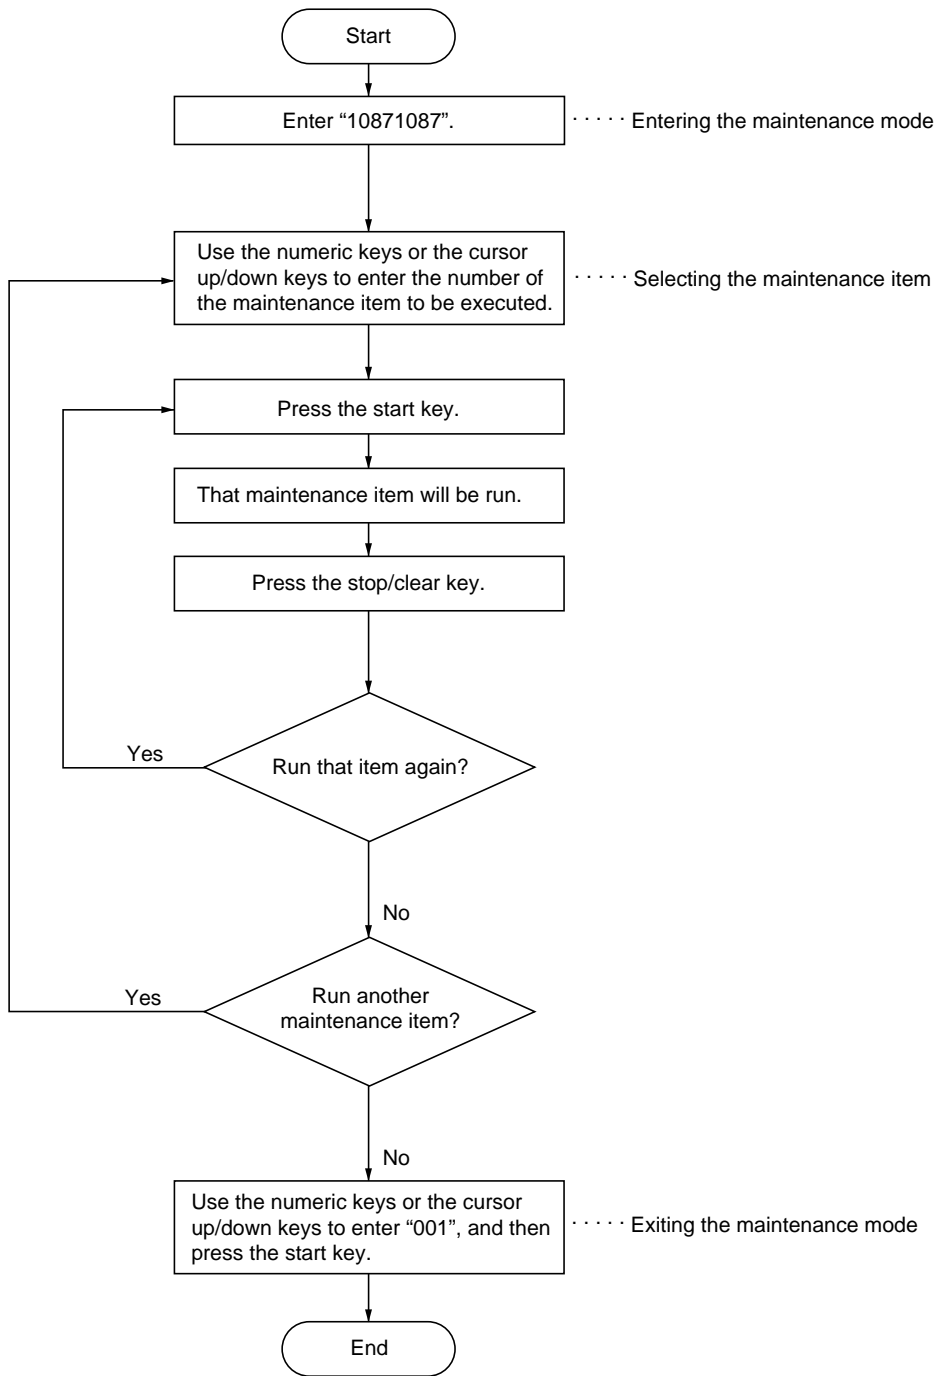 Start
Enter “10871087”.
· · · · · Entering the maintenance mode
Use the numeric keys or the cursor
up/down keys to enter the number of
the maintenance item to be executed.
· · · · · Selecting the maintenance item
Press the start key.
That maintenance item will be run.
Press the stop/clear key.
Yes
Run that item again?
No
Yes
Run another
maintenance item?
No
Use the numeric keys or the cursor
up/down keys to enter “001”, and then
press the start key.
· · · · · Exiting the maintenance mode
End